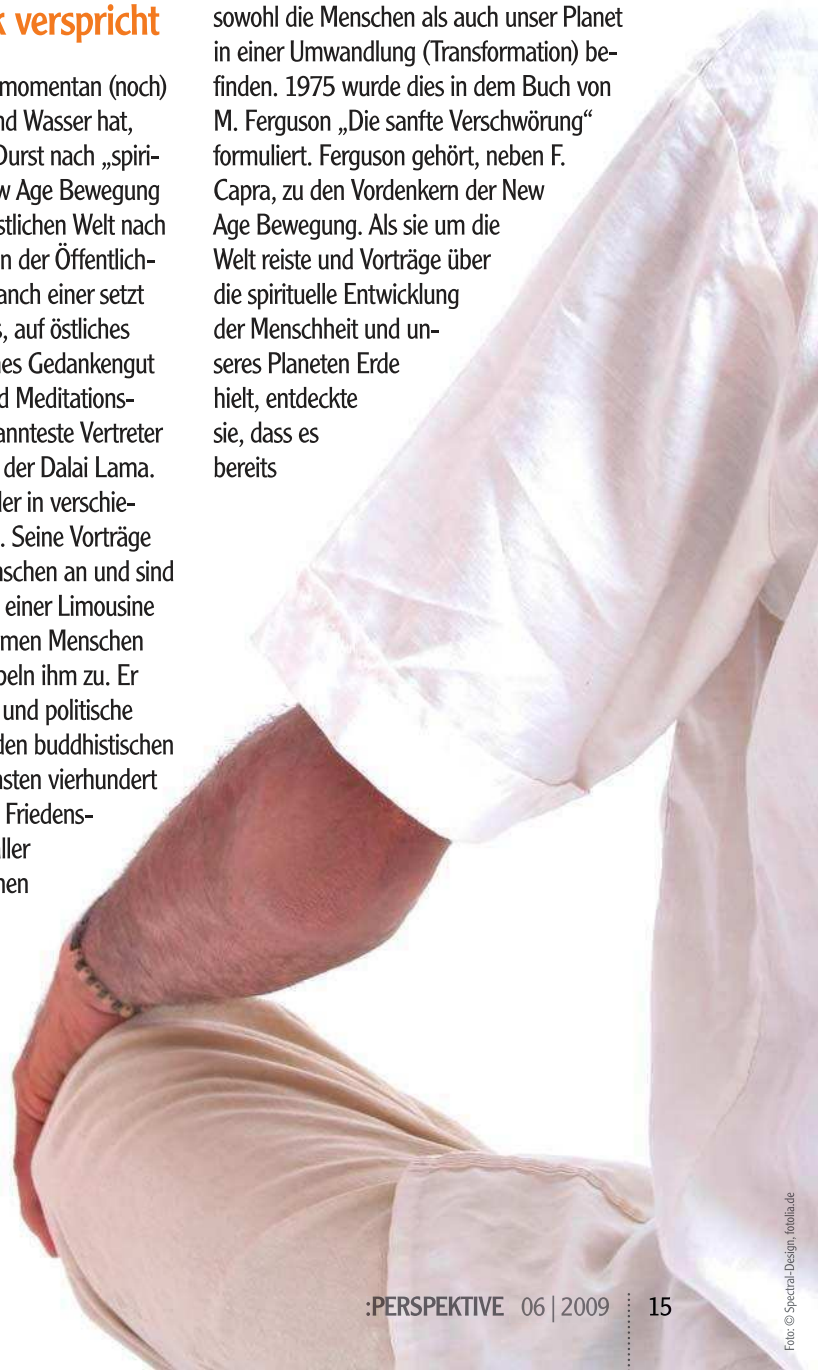 k verspricht
momentan (noch)
nd Wasser hat,
Durst nach „spiri-
w Age Bewegung
stlichen Welt nach
n der Öffentlich-
anch einer setzt
s, auf östliches
nes Gedankengut
d Meditations-
annteste Vertreter
der Dalai Lama.
ler in verschie-
. Seine Vorträge
nschen an und sind
einer Limousine
men Menschen
beln ihm zu. Er
und politische
den buddhistischen
nsten vierhundert
Friedens-
ller
nen
sowohl die Menschen als auch unser Planet
in einer Umwandlung (Transformation) be-
finden. 1975 wurde dies in dem Buch von
M. Ferguson „Die sanfte Verschwörung“
formuliert. Ferguson gehört, neben F.
Capra, zu den Vordenkern der New
Age Bewegung. Als sie um die
Welt reiste und Vorträge über
die spirituelle Entwicklung
der Menschheit und un-
seres Planeten Erde
hielt, entdeckte
sie, dass es
bereits
:PERSPEKTIVE 06 | 2009 15
Foto: © Spectral-Design, fotolia.de